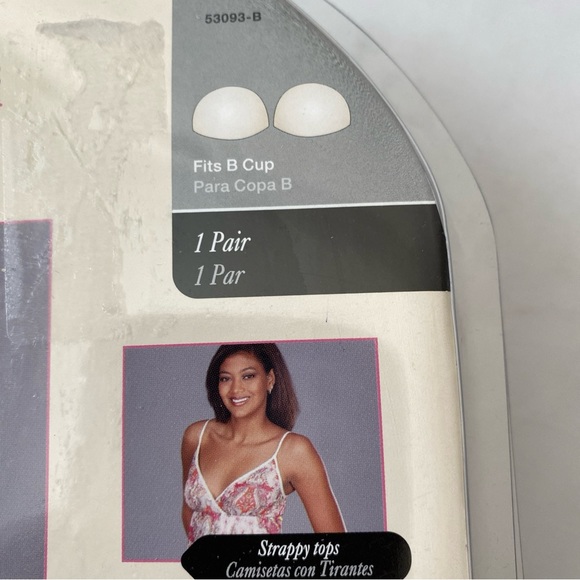 53093-B
Fits B Cup
Para Copa B
1 Pair
1 Par
Strappy tops
Camisetas con Tirantes